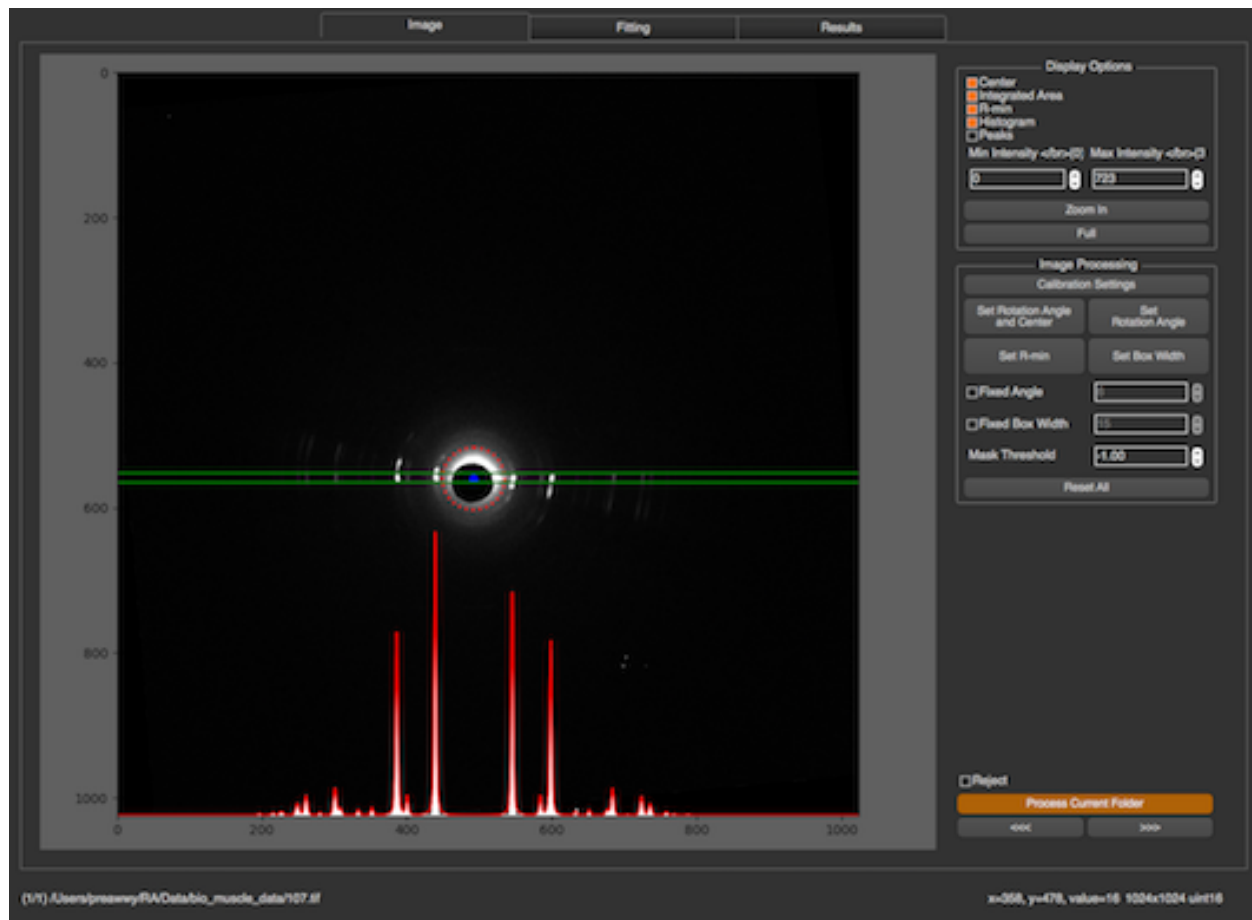 Image Fitting Results
0
200
400
600
800
1000
0 200 400 600 800 1000
Display Options
Center
Integrated Area
R-min
Histogram
Peaks
Min Intensity </br>(0) Max Intensity </br>(3
0 723
Zoom In
Full
Image Processing
Calibration Settings
Set Rotation Angle and Center Set Rotation Angle
Set R-min Set Box Width
Fixed Angle
Fixed Box Width 15
Mask Threshold -1.00
Reset All
Reject
Process Current Folder
<<< >>>
(1/1) /Users/preawwy/RA/Data/bio_muscle_data/107.tif x=358, y=478, value=16 1024x1024 uint16